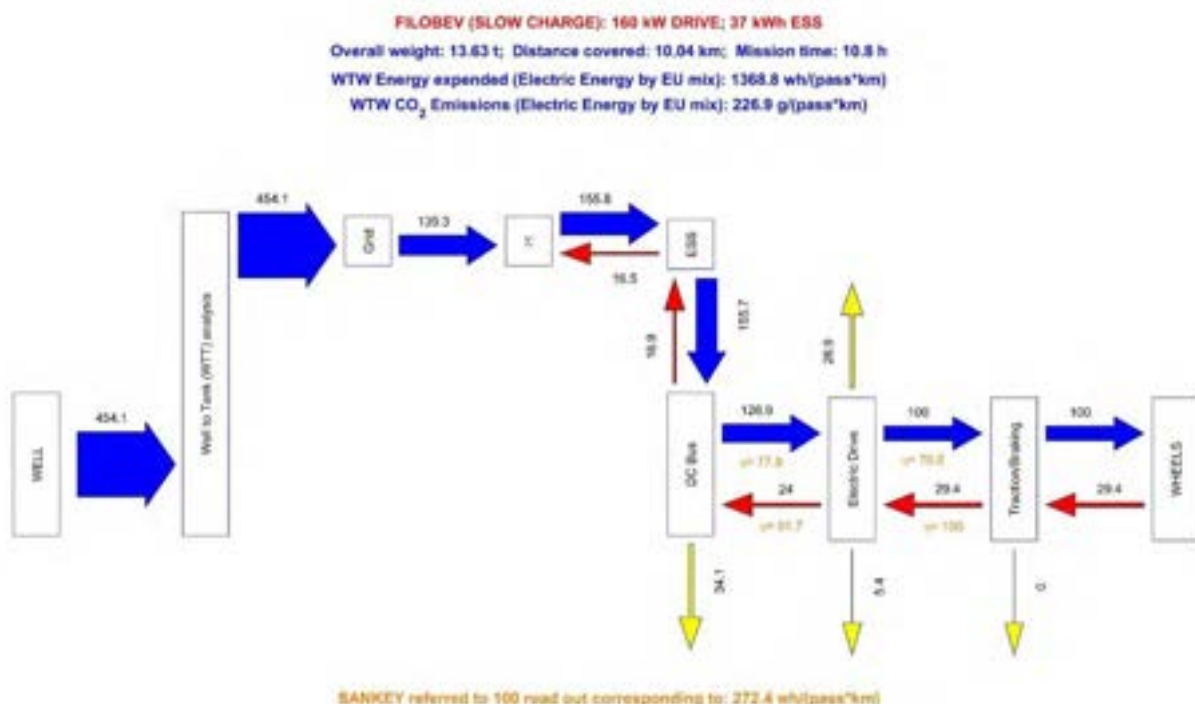 FILOBEV (SLOW CHARGE): 160 kW DRIVE; 37 kWh ESS
Overall weight: 13.63 t; Distance covered: 10.04 km; Mission time: 10.8 h
WTW Energy expended (Electric Energy by EU mix): 1368.8 wh/(pass*km)
WTW CO2 Emissions (Electric Energy by EU mix): 226.9 g/(pass*km)
454.1
139.3
155.8
Grid
ESS
16.5
155.7
Well to Tank (WTT) analysis
454.1
WELL
DC Bus
128.9
Electric Drive
100
Traction/Braking
100
WHEELS
24
29.4
29.4
34.1
5.4
0
SANKEY referred to 100 road out corresponding to: 272.4 wh/(pass*km)